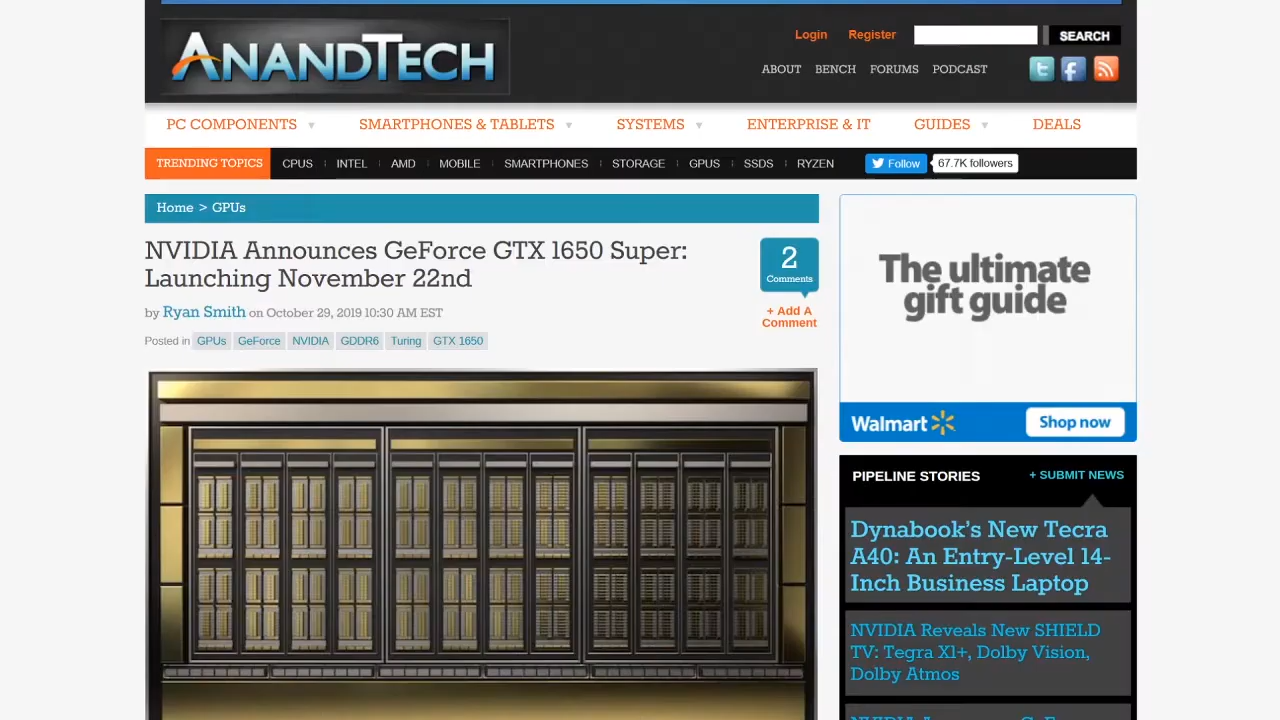 ANANDTECH
Login
Register
SEARCH
ABOUT
BENCH
FORUMS
PODCAST
PC COMPONENTS
SMARTPHONES & TABLETS
SYSTEMS
ENTERPRISE & IT
GUIDES
DEALS
TRENDING TOPICS
CPUS
INTEL
AMD
MOBILE
SMARTPHONES
STORAGE
GPUS
SSDS
RYZEN
Follow
67.7K followers
Home > GPUs
NVIDIA Announces GeForce GTX 1650 Super:
Launching November 22nd
2
Comments
+ Add A
Comment
by Ryan Smith on October 29, 2019 10:30 AM EST
Posted in GPUs GeForce NVIDIA GDDR6 Turing GTX 1650
The ultimate
gift guide
Walmart
Shop now
PIPELINE STORIES
+ SUBMIT NEWS
Dynabook's New Tecra
A40: An Entry-Level 14-
Inch Business Laptop
NVIDIA Reveals New SHIELD
TV: Tegra X1+, Dolby Vision,
Dolby Atmos